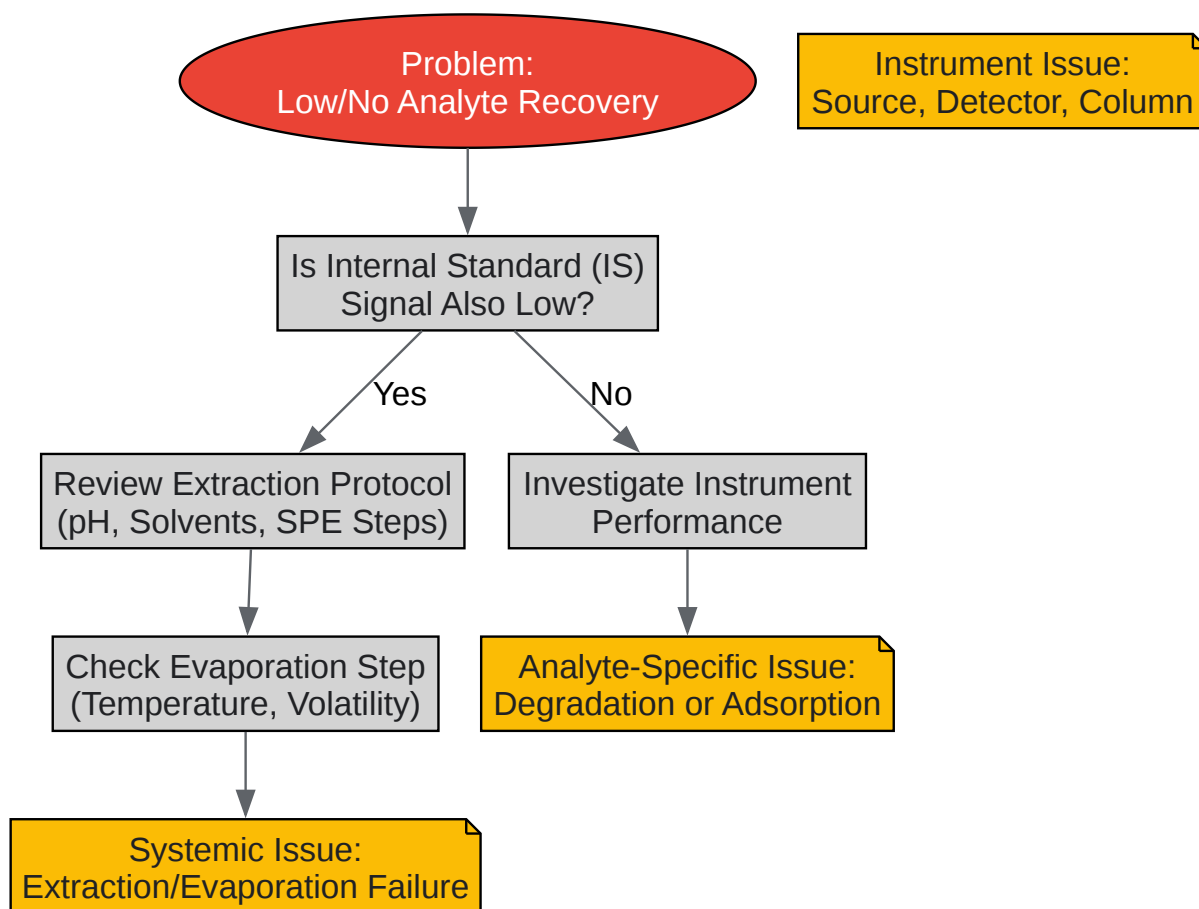 Problem:
Low/No Analyte Recovery
Instrument Issue:
Source, Detector, Column
Is Internal Standard (IS)
Signal Also Low?
Yes
No
Review Extraction Protocol
(pH, Solvents, SPE Steps)
Investigate Instrument
Performance
Check Evaporation Step
(Temperature, Volatility)
Analyte-Specific Issue:
Degradation or Adsorption
Systemic Issue:
Extraction/Evaporation Failure